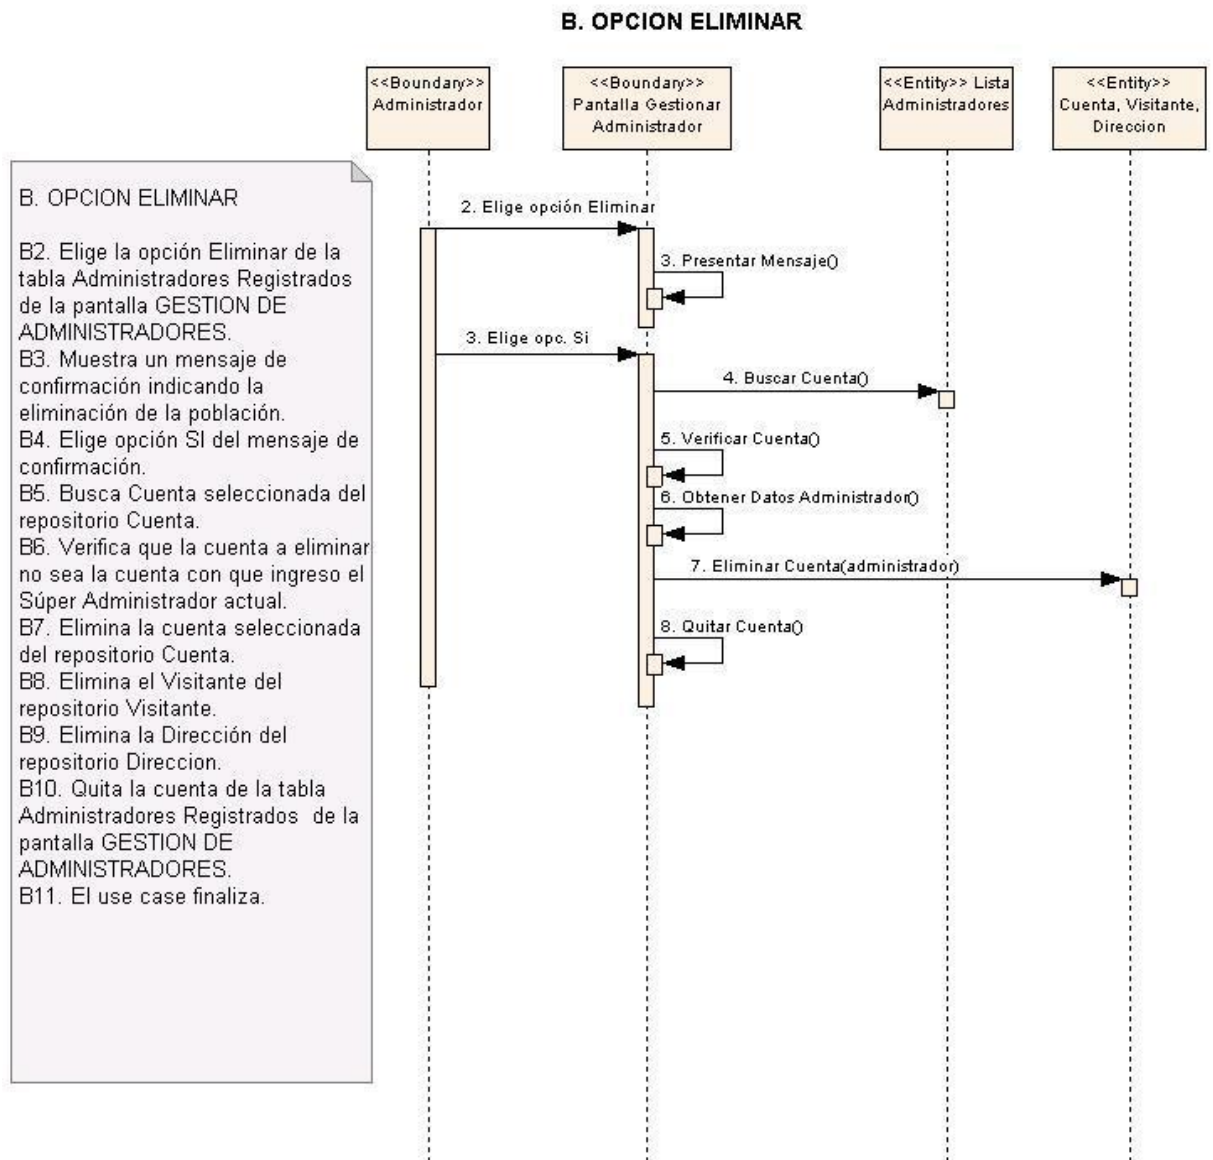 B. OPCION ELIMINAR
<<Boundary>>
Administrador
<<Boundary>>
Pantalla Gestionar
Administrador
<<Entity>> Lista
Administradores
<<Entity>>
Cuenta, Visitante,
Direccion
B. OPCION ELIMINAR
B2. Elige la opción Eliminar de la
tabla Administradores Registrados
de la pantalla GESTION DE
ADMINISTRADORES.
B3. Muestra un mensaje de
confirmación indicando la
eliminación de la población.
B4. Elige opción SI del mensaje de
confirmación.
B5. Busca Cuenta seleccionada del
repositorio Cuenta.
B6. Verifica que la cuenta a eliminar
no sea la cuenta con que ingreso el
Súper Administrador actual.
B7. Elimina la cuenta seleccionada
del repositorio Cuenta.
B8. Elimina el Visitante del
repositorio Visitante.
B9. Elimina la Dirección del
repositorio Direccion.
B10. Quita la cuenta de la tabla
Administradores Registrados de la
pantalla GESTION DE
ADMINISTRADORES.
B11. El use case finaliza.
2. Elige opción Eliminar
3. Presentar Mensaje()
3. Elige opc. Si
4. Buscar Cuenta()
5. Verificar Cuenta()
6. Obtener Datos Administrador()
7. Eliminar Cuenta(administrador)
8. Quitar Cuenta()